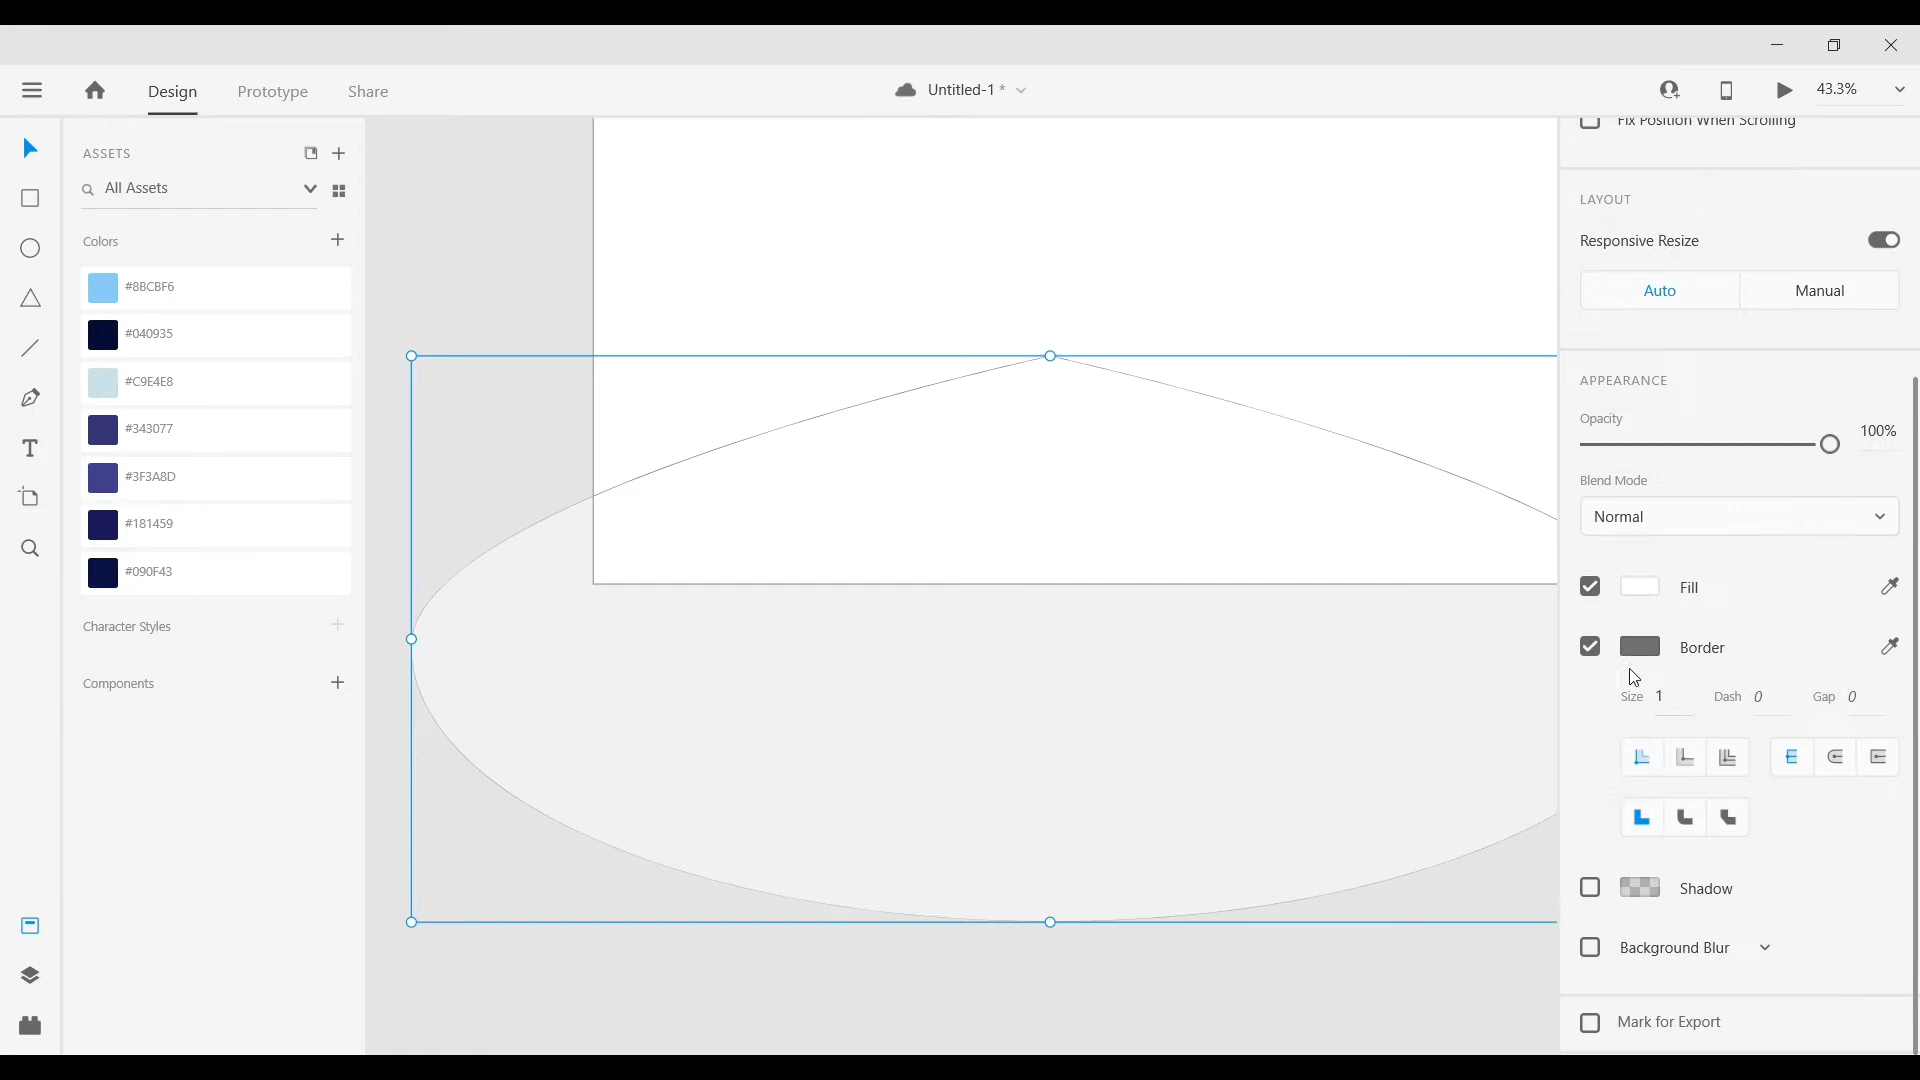 Design Prototype Share Untitled-1 * 43.3%
ASSETS
All Assets
Colors
#8BCBF6
#040935
#C9E4E8
#343077
#3F3A8D
#181459
#090F43
Character Styles
Components
Fix Position When Scrolling
LAYOUT
Responsive Resize
Auto Manual
APPEARANCE
Opacity
100%
Blend Mode
Normal
Fill
Border
Size 1 Dash 0 Gap 0
Shadow
Background Blur
Mark for Export